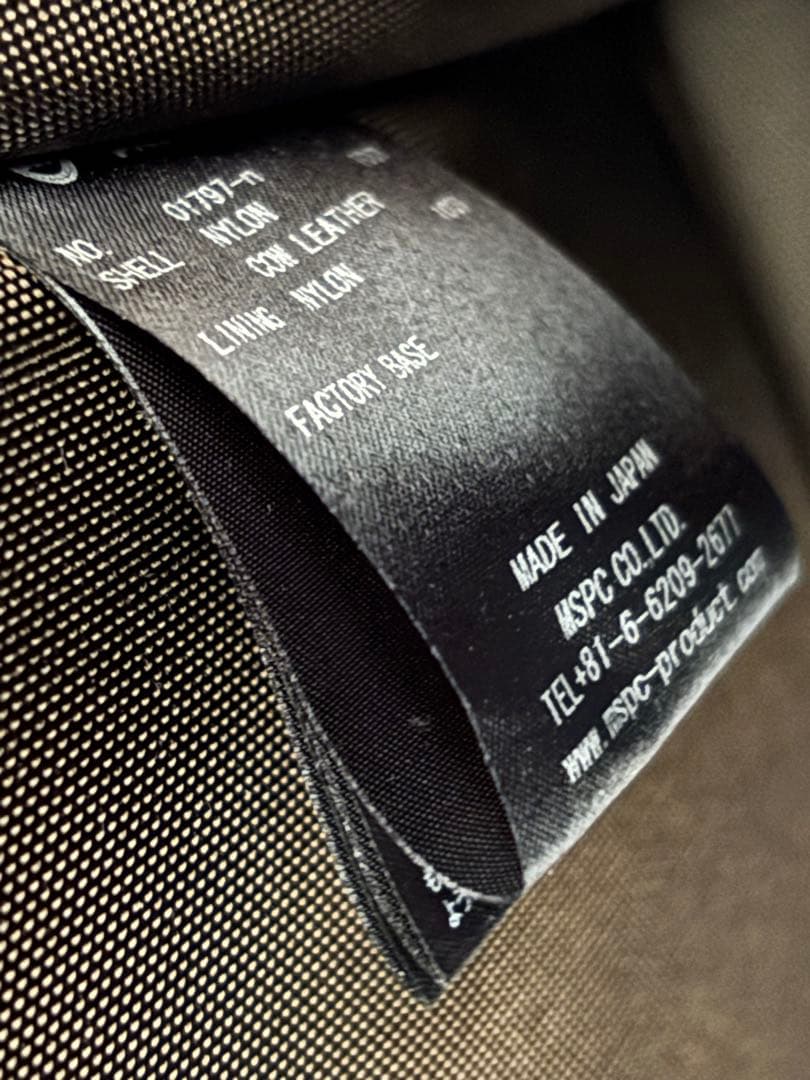 NO. 01797-n
SHELL NYLON
COW LEATHER
LINING NYLON
FACTORY BASE
MADE IN JAPAN
MSPC CO.,LTD.
TEL+81-6-6209-2677
www.mspc-product.com